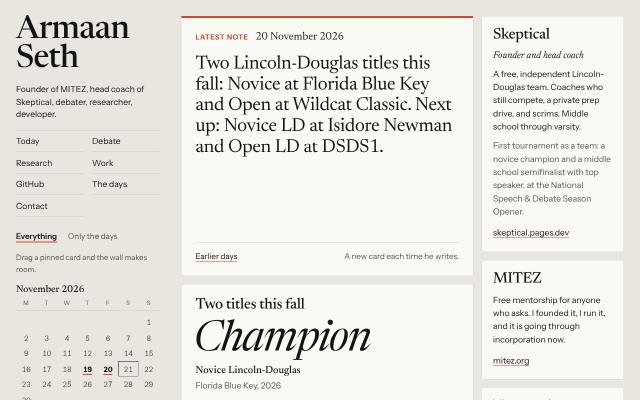 Armaan
Seth
Founder of MITEZ, head coach of
Skeptical, debater, researcher,
developer.
Today
Debate
Research
Work
GitHub
The days
Contact
Everything
Only the days
Drag a pinned card and the wall makes
room.
November 2026
M T W T F S S
1
2 3 4 5 6 7 8
9 10 11 12 13 14 15
16 17 18 19 20 21 22
23 24 25 26 27 28 29
LATEST NOTE 20 November 2026
Two Lincoln-Douglas titles this
fall: Novice at Florida Blue Key
and Open at Wildcat Classic. Next
up: Novice LD at Isidore Newman
and Open LD at DSDS1.
Earlier days
A new card each time he writes.
Two titles this fall
Champion
Novice Lincoln-Douglas
Florida Blue Key, 2026
Skeptical
Founder and head coach
A free, independent Lincoln-
Douglas team. Coaches who
still compete, a private prep
drive, and scrims. Middle
school through varsity.
First tournament as a team: a
novice champion and a middle
school semifinalist with top
speaker, at the National
Speech & Debate Season
Opener.
skeptical.pages.dev
MITEZ
Free mentorship for anyone
who asks. I founded it, I run it,
and it is going through
incorporation now.
mitez.org